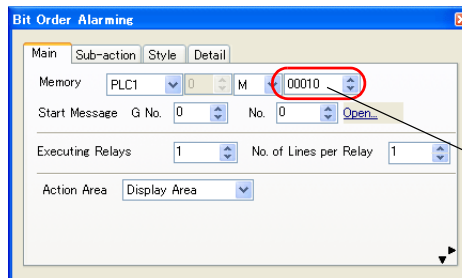 Bit Order Alarming
Main Sub-action Style Detail
Memory PLC1 0 M 00010
Start Message G No. 0 No. 0 Open...
Executing Relays 1 No. of Lines per Relay 1
Action Area Display Area